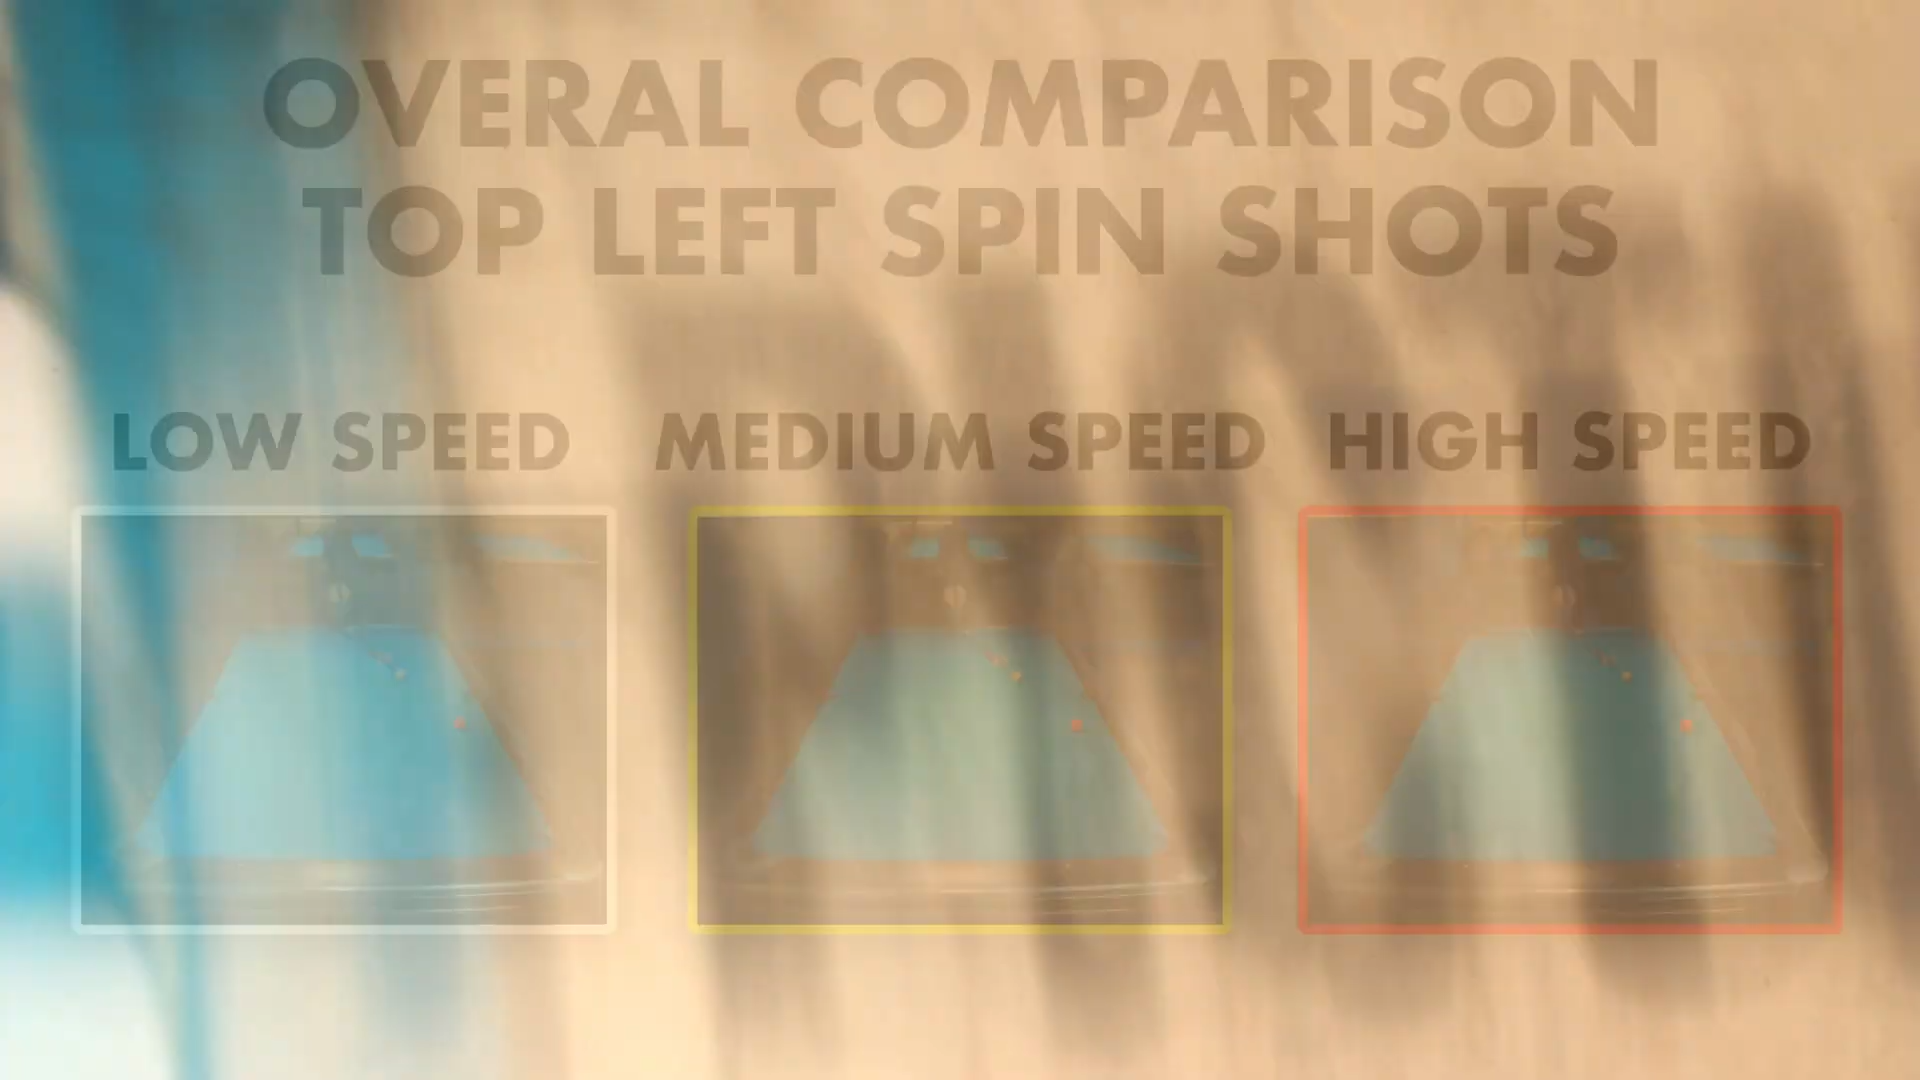 OVERAL COMPARISON
TOP LEFT SPIN SHOTS
LOW SPEED
MEDIUM SPEED
HIGH SPEED